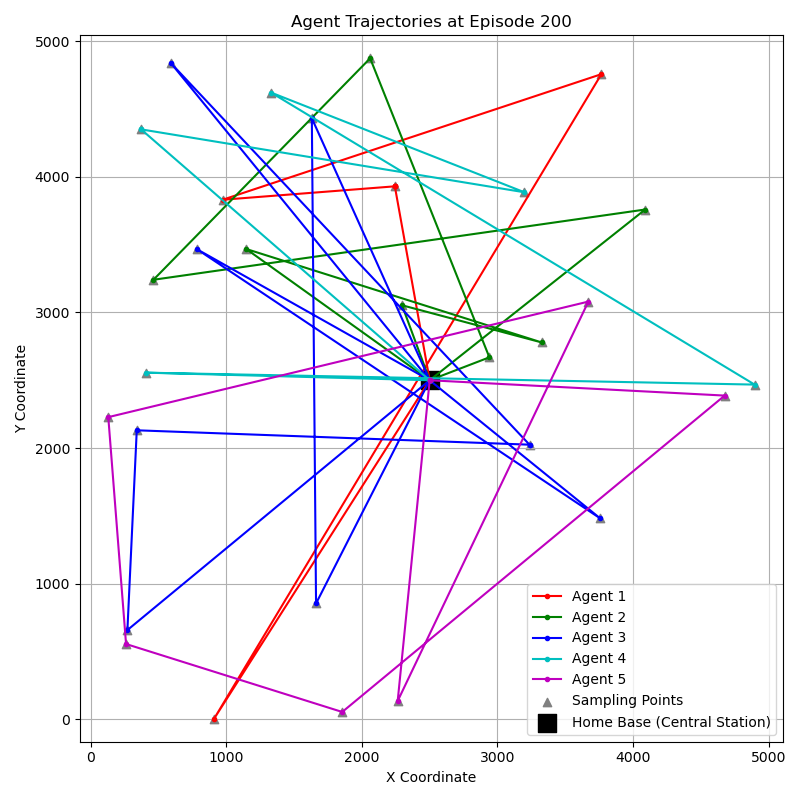 Agent Trajectories at Episode 200
5000
4000
3000
2000
1000
0
Y Coordinate
0 1000 2000 3000 4000 5000
X Coordinate
Agent 1
Agent 2
Agent 3
Agent 4
Agent 5
Sampling Points
Home Base (Central Station)